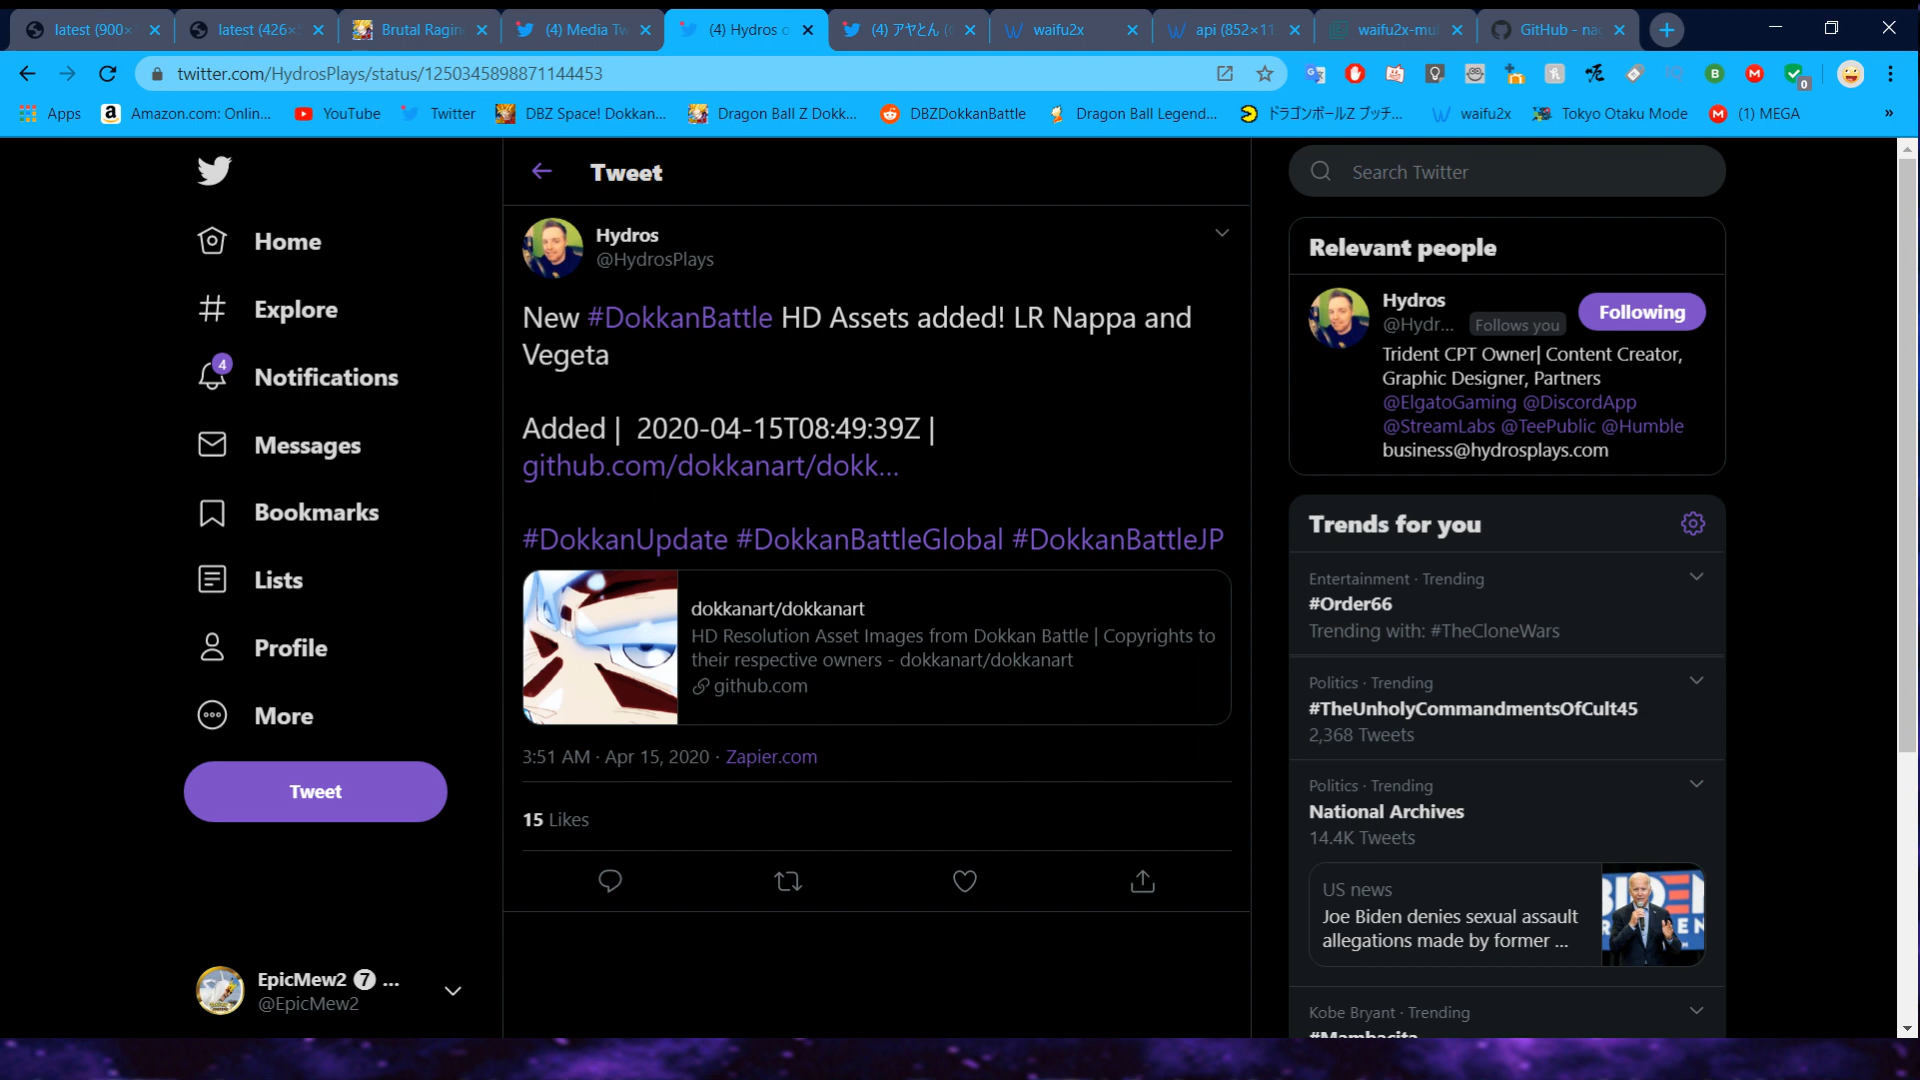 latest (900×
latest (426×
Brutal Ragin
(4) Media Tw
(4) Hydros o
(4) アヤとん
waifu2x
api (852×11
waifu2x-mul
GitHub - nac
twitter.com/HydrosPlays/status/1250345898871144453
B
M
0
Apps
Amazon.com: Onlin...
YouTube
Twitter
DBZ Space! Dokkan...
Dragon Ball Z Dokk...
DBZDokkanBattle
Dragon Ball Legend...
ドラゴンボールZ ブッチ...
waifu2x
Tokyo Otaku Mode
(1) MEGA
»
Home
Explore
4
Notifications
Messages
Bookmarks
Lists
Profile
More
Tweet
EpicMew2 7 ...
@EpicMew2
Tweet
Hydros
@HydrosPlays
New #DokkanBattle HD Assets added! LR Nappa and
Vegeta
Added | 2020-04-15T08:49:39Z |
github.com/dokkanart/dokk...
#DokkanUpdate #DokkanBattleGlobal #DokkanBattleJP
dokkanart/dokkanart
HD Resolution Asset Images from Dokkan Battle | Copyrights to
their respective owners - dokkanart/dokkanart
github.com
3:51 AM · Apr 15, 2020 · Zapier.com
15 Likes
Search Twitter
Relevant people
Hydros
@Hydr... Follows you
Following
Trident CPT Owner| Content Creator,
Graphic Designer, Partners
@ElgatoGaming @DiscordApp
@StreamLabs @TeePublic @Humble
business@hydrosplays.com
Trends for you
Entertainment · Trending
#Order66
Trending with: #TheCloneWars
Politics · Trending
#TheUnholyCommandmentsOfCult45
2,368 Tweets
Politics · Trending
National Archives
14.4K Tweets
US news
Joe Biden denies sexual assault
allegations made by former ...
Kobe Bryant · Trending
#Mambacita